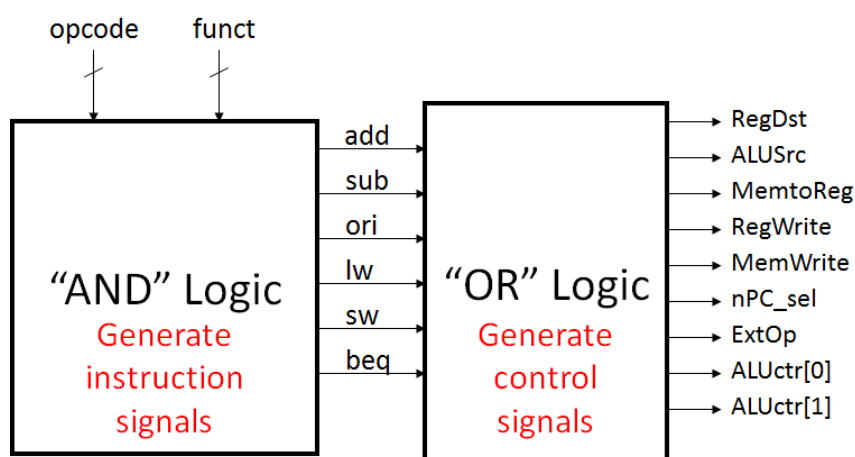 opcode funct
add
sub
ori
lw
sw
beq
“AND” Logic
Generate
instruction
signals
“OR” Logic
Generate
control
signals
RegDst
ALUSrc
MemtoReg
RegWrite
MemWrite
nPC_sel
ExtOp
ALUctr[0]
ALUctr[1]